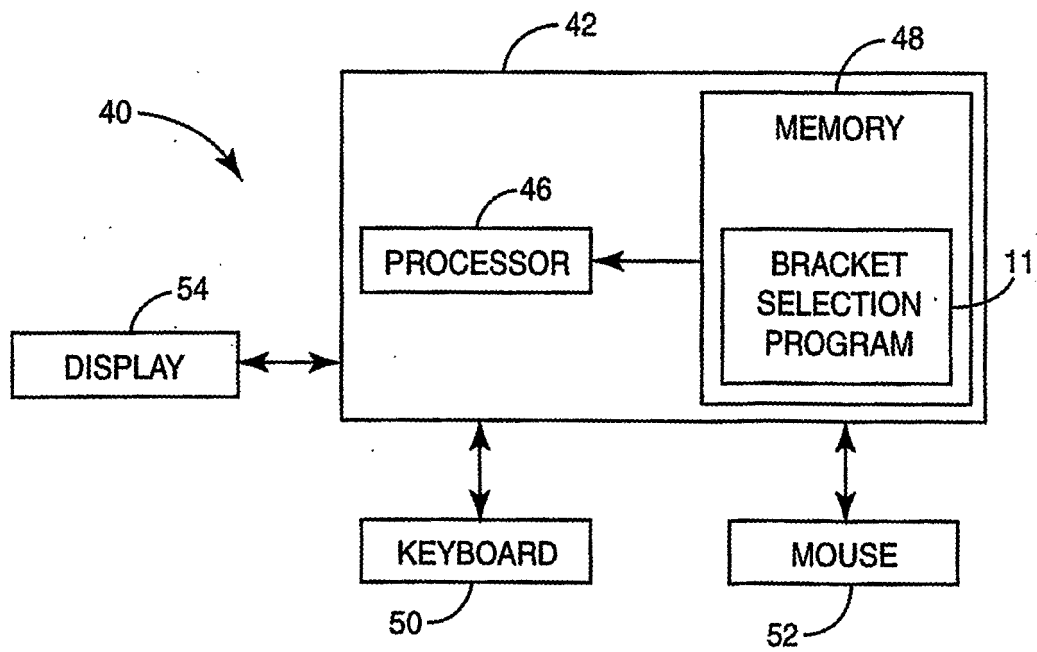 42
48
40
MEMORY
46
PROCESSOR
BRACKET
SELECTION
PROGRAM
11
54
DISPLAY
KEYBOARD
MOUSE
50
52